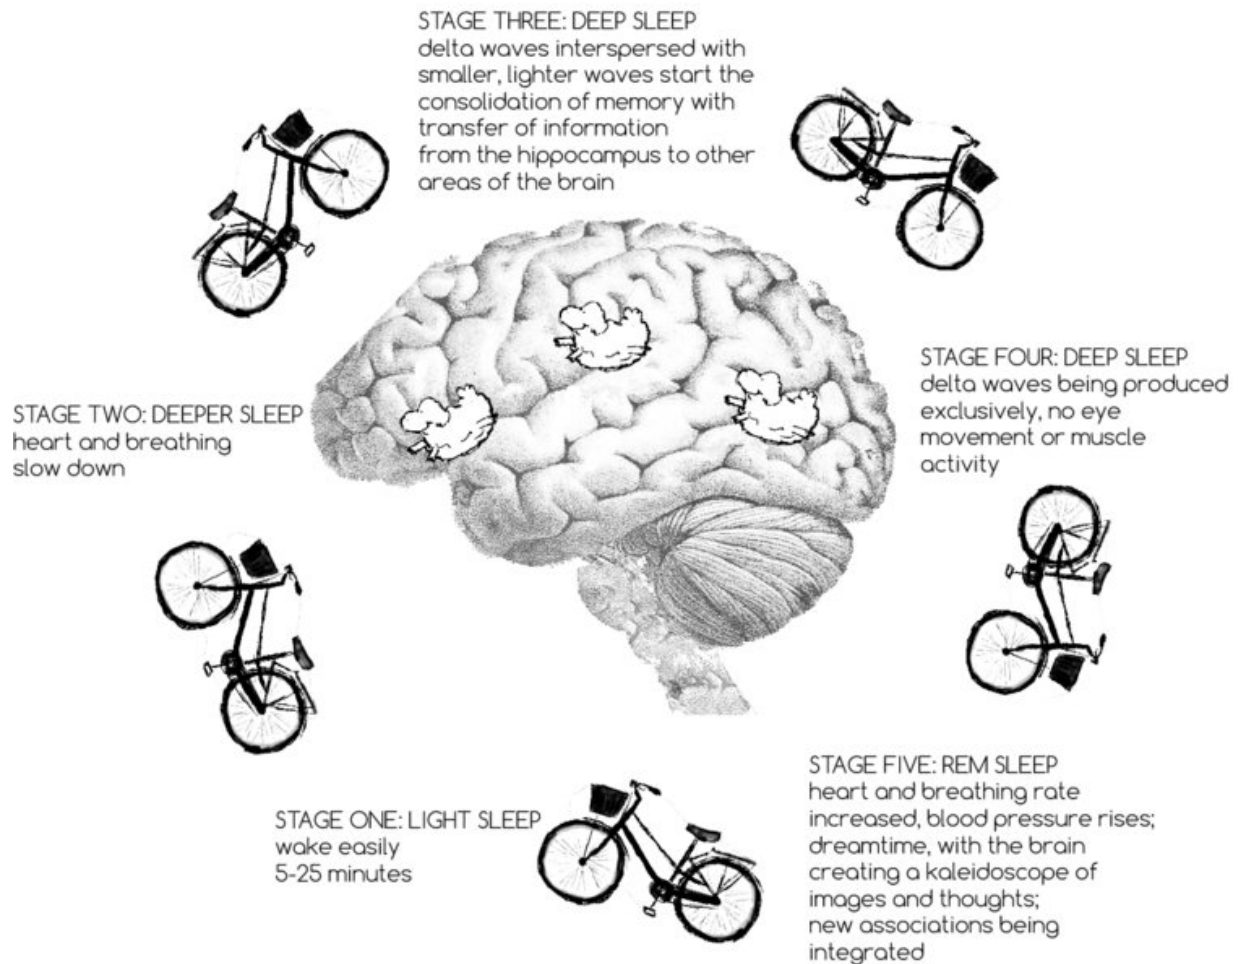 STAGE THREE: DEEP SLEEP
delta waves interspersed with
smaller, lighter waves start the
consolidation of memory with
transfer of information
from the hippocampus to other
areas of the brain
STAGE FOUR: DEEP SLEEP
delta waves being produced
exclusively, no eye
movement or muscle
activity
STAGE TWO: DEEPER SLEEP
heart and breathing
slow down
STAGE FIVE: REM SLEEP
heart and breathing rate
increased, blood pressure rises;
dreamtime, with the brain
creating a kaleidoscope of
images and thoughts;
new associations being
integrated
STAGE ONE: LIGHT SLEEP
wake easily
5-25 minutes